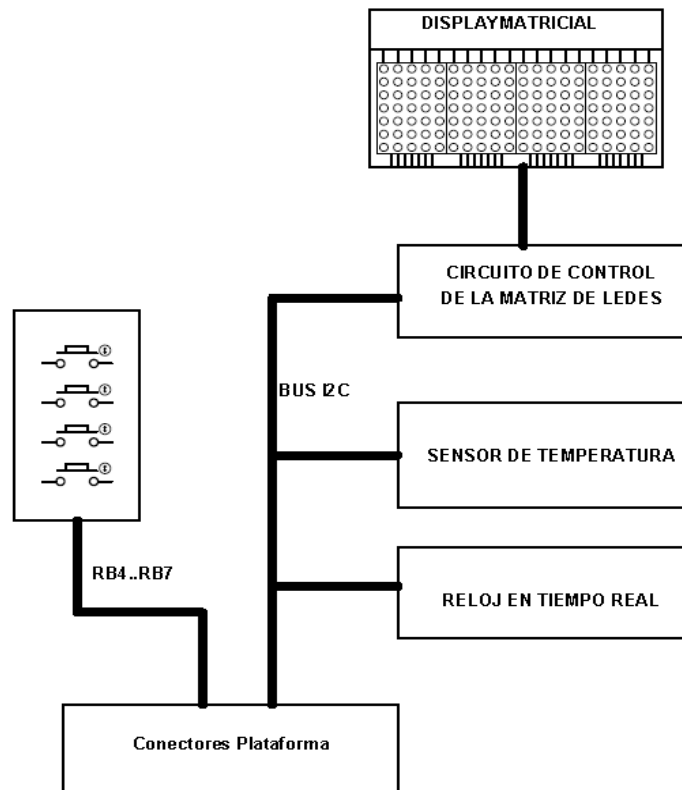 DISPLAYMATRICIAL
CIRCUITO DE CONTROL
DE LA MATRIZ DE LEDES
BUS I2C
SENSOR DE TEMPERATURA
RB4..RB7
RELOJ EN TIEMPO REAL
Conectores Plataforma